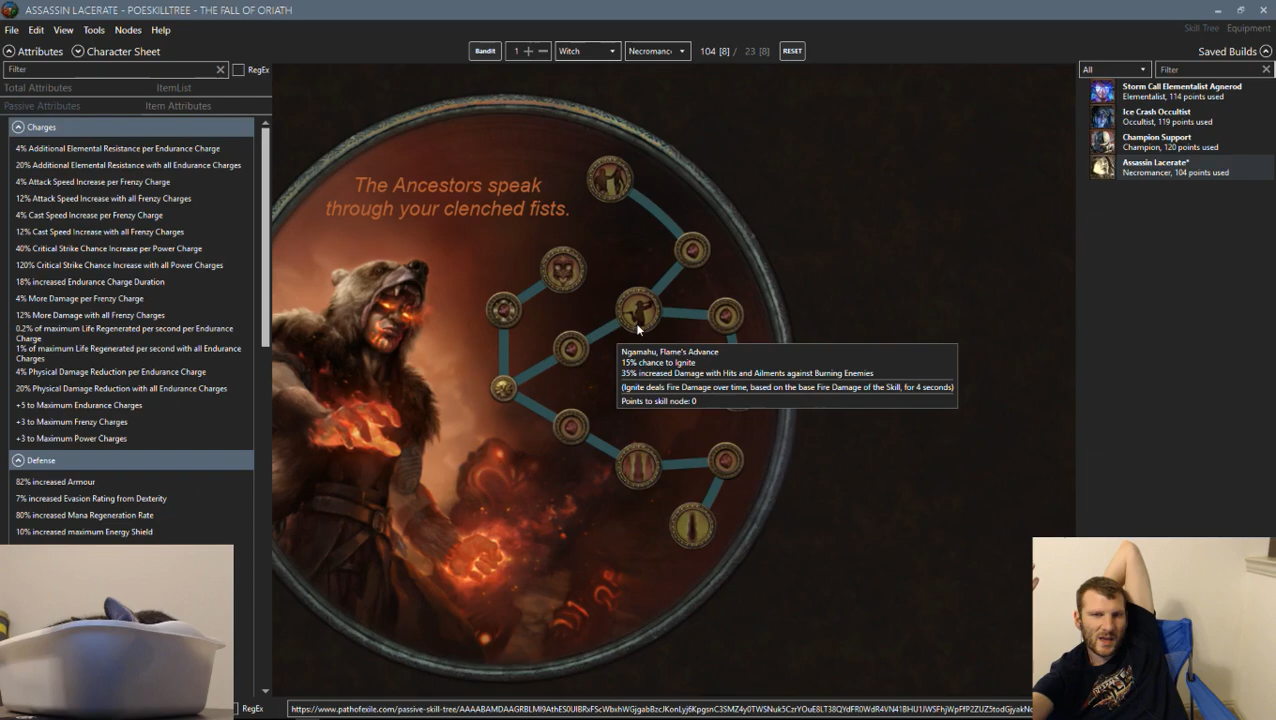 ASSASSIN LACERATE - POESKILLTREE - THE FALL OF ORIATH
File Edit View Tools Nodes Help
Skill Tree Equipment
Attributes Character Sheet
Bandit 1 Witch Necromanc 104 [8] / 23 [8] RESET
Saved Builds
Filter RegEx
All Filter
Total Attributes ItemList
Passive Attributes Item Attributes
Storm Call Elementalist Agnerod
Elementalist, 114 points used
Ice Crash Occultist
Occultist, 119 points used
Champion Support
Champion, 120 points used
Assassin Lacerate*
Necromancer, 104 points used
Charges
4% Additional Elemental Resistance per Endurance Charge
20% Additional Elemental Resistance with all Endurance Charges
4% Attack Speed Increase per Frenzy Charge
12% Attack Speed Increase with all Frenzy Charges
4% Cast Speed Increase per Frenzy Charge
12% Cast Speed Increase with all Frenzy Charges
40% Critical Strike Chance Increase per Power Charge
120% Critical Strike Chance Increase with all Power Charges
18% increased Endurance Charge Duration
4% More Damage per Frenzy Charge
12% More Damage with all Frenzy Charges
0.2% of maximum Life Regenerated per second per Endurance
Charge
1% of maximum Life Regenerated per second with all Endurance
Charges
4% Physical Damage Reduction per Endurance Charge
20% Physical Damage Reduction with all Endurance Charges
+5 to Maximum Endurance Charges
+3 to Maximum Frenzy Charges
+3 to Maximum Power Charges
Defense
82% increased Armour
7% increased Evasion Rating from Dexterity
80% increased Mana Regeneration Rate
10% increased maximum Energy Shield
The Ancestors speak
through your clenched fists.
Ngamahu, Flame's Advance
15% chance to Ignite
35% increased Damage with Hits and Ailments against Burning Enemies
(Ignite deals Fire Damage over time, based on the base Fire Damage of the Skill, for 4 seconds)
Points to skill node: 0
RegEx